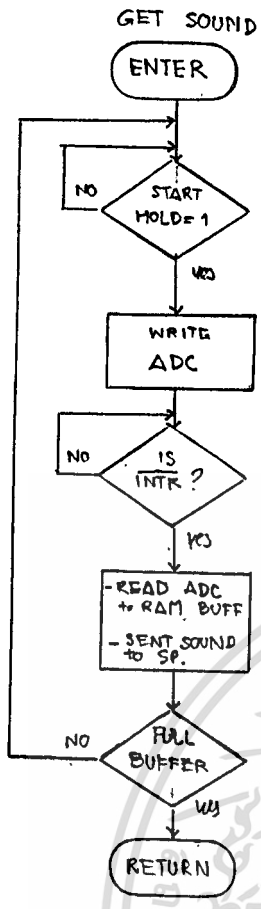 GET SOUND
ENTER
NO
START
HOLD = 1
yes
WRITE
ADC
NO
IS
INTR ?
yes
- READ ADC
to RAM BUFF
- SENT SOUND
to SP.
NO
FULL
BUFFER
yes
RETURN